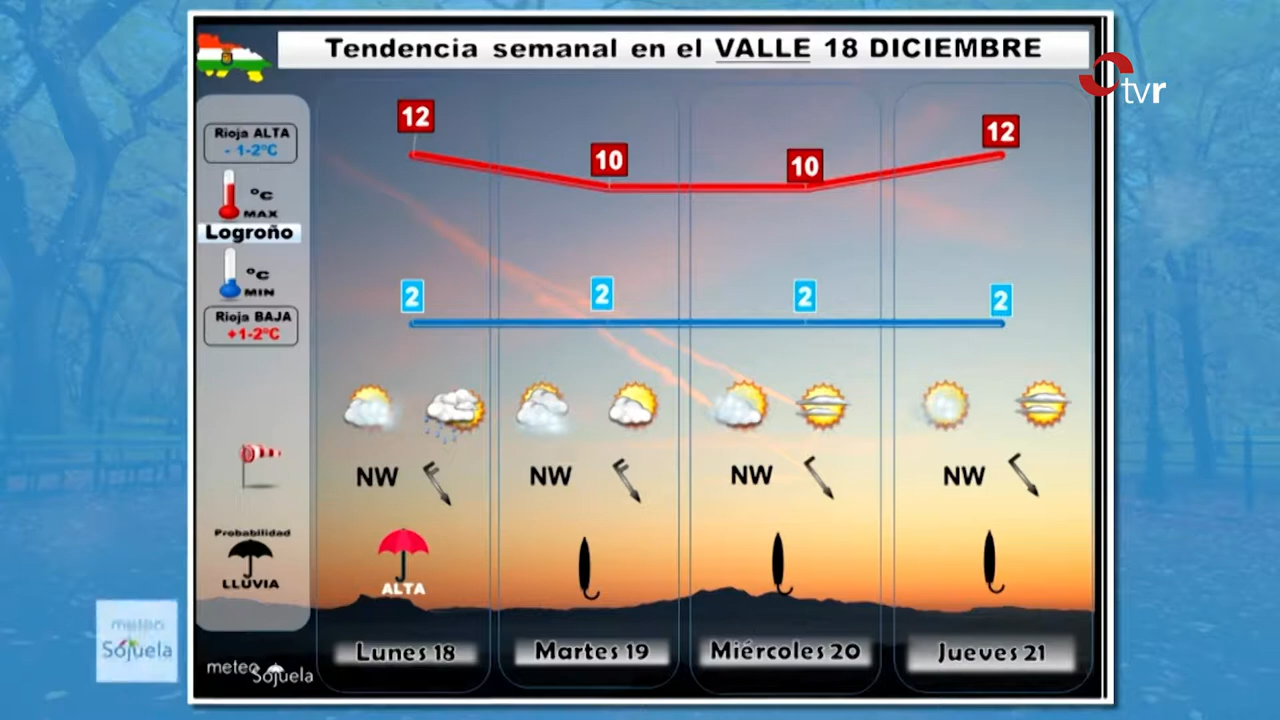 Tendencia semanal en el VALLE 18 DICIEMBRE
tvr
Rioja ALTA
- 1-2ºC
ºC
MAX
Logroño
ºC
MIN
Rioja BAJA
+1-2ºC
12
10
10
12
2
2
2
2
NW
NW
NW
NW
Probabilidad
LLUVIA
ALTA
Lunes 18
Martes 19
Miércoles 20
Jueves 21
meteo
Sojuela
meteo
Sojuela